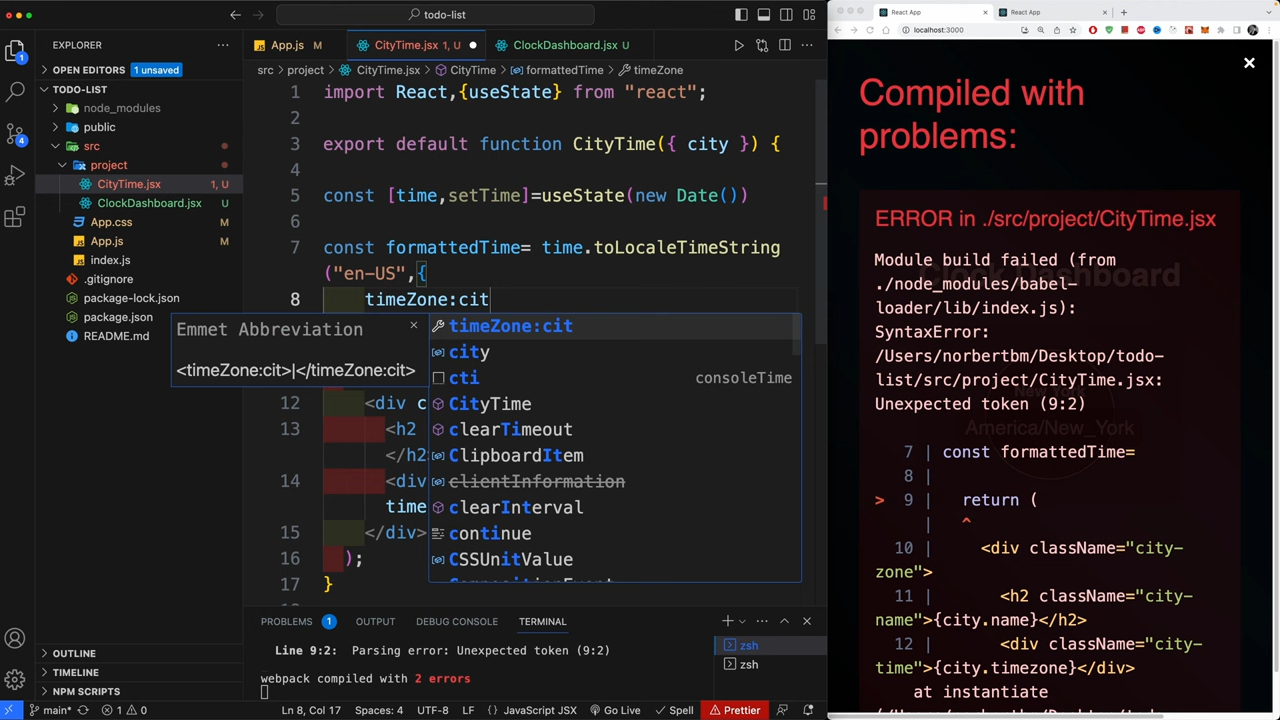 todo-list
EXPLORER
OPEN EDITORS 1 unsaved
TODO-LIST
node_modules
public
src
project
CityTime.jsx 1, U
ClockDashboard.jsx U
App.css
App.js
index.js
.gitignore
package-lock.json
package.json
README.md
OUTLINE
TIMELINE
NPM SCRIPTS
1
4
App.js M
CityTime.jsx 1, U
ClockDashboard.jsx U
src > project > CityTime.jsx > CityTime > formattedTime > timeZone
1 import React,{useState} from "react";
2
3 export default function CityTime({ city }) {
4
5 const [time,setTime]=useState(new Date())
6
7 const formattedTime= time.toLocaleTimeString
("en-US",{
8 timeZone:cit
Emmet Abbreviation
<timeZone:cit>|</timeZone:cit>
timeZone:cit
city
cti consoleTime
CityTime
clearTimeout
ClipboardItem
clientInformation
clearInterval
continue
CSSUnitValue
12 <div c
13 <h2
</h2
14 <div
time
15 </div>
16 );
17 }
PROBLEMS 1 OUTPUT DEBUG CONSOLE TERMINAL
Line 9:2: Parsing error: Unexpected token (9:2)
webpack compiled with 2 errors
zsh
zsh
main* 1 0 Ln 8, Col 17 Spaces: 4 UTF-8 LF {} JavaScript JSX Go Live Spell Prettier
React App
React App
localhost:3000
Compiled with
problems:
ERROR in ./src/project/CityTime.jsx
Module build failed (from
./node_modules/babel-
loader/lib/index.js):
SyntaxError:
/Users/norbertbm/Desktop/todo-
list/src/project/CityTime.jsx:
Unexpected token (9:2)
7 | const formattedTime=
8 |
> 9 | return (
| ^
10 | <div className="city-
zone">
11 | <h2 className="city-
name">{city.name}</h2>
12 | <div className="city-
time">{city.timezone}</div>
at instantiate
Clock Dashboard
New York
America/New_York